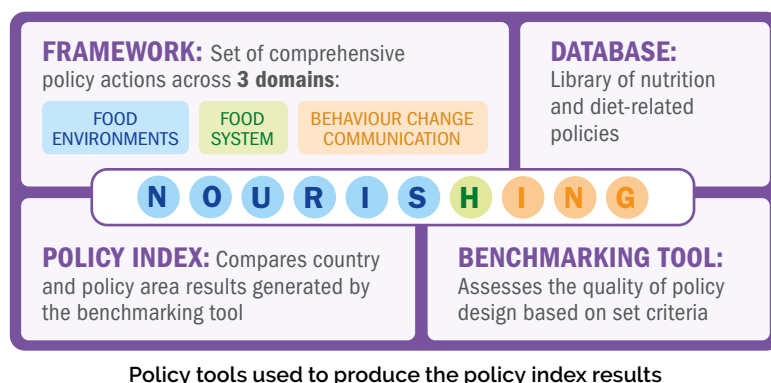 FRAMEWORK: Set of comprehensive
policy actions across 3 domains:
FOOD
ENVIRONMENTS
FOOD
SYSTEM
BEHAVIOUR CHANGE
COMMUNICATION
DATABASE:
Library of nutrition
and diet-related
policies
NOURISHING
POLICY INDEX: Compares country
and policy area results generated by
the benchmarking tool
BENCHMARKING TOOL:
Assesses the quality of policy
design based on set criteria
Policy tools used to produce the policy index results